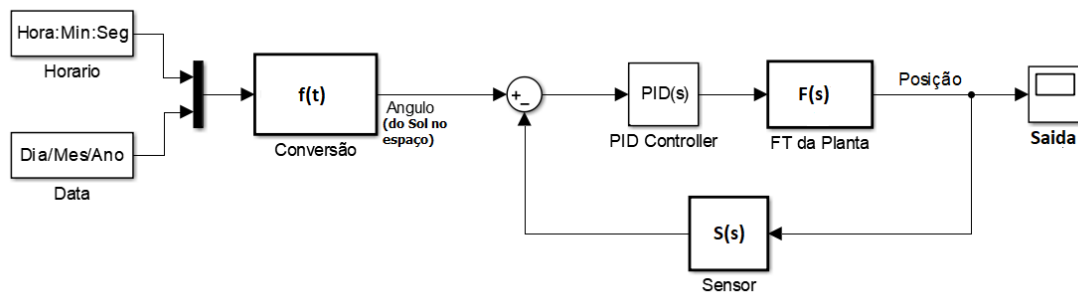 Hora:Min:Seg
Horario
Dia/Mes/Ano
Data
f(t)
Conversão
Angulo
(do Sol no
espaço)
+
−
PID(s)
PID Controller
F(s)
FT da Planta
Posição
Saida
S(s)
Sensor